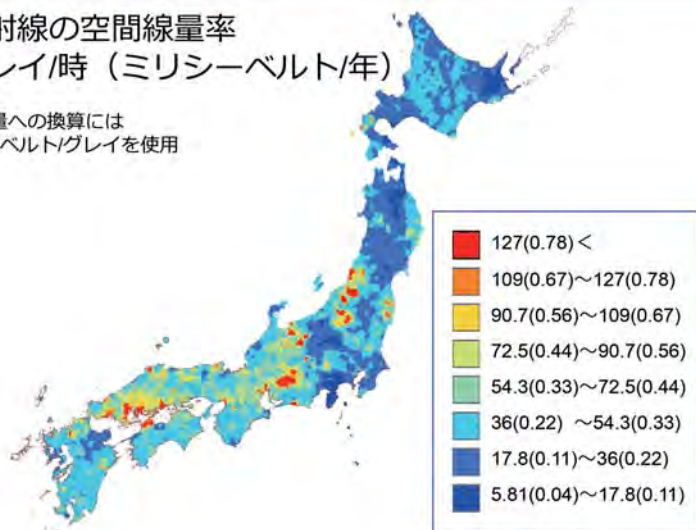 射線の空間線量率
レイ/時（ミリシーベルト/年）
量への換算には
ベルト/グレイを使用
127(0.78)＜
109(0.67)～127(0.78)
90.7(0.56)～109(0.67)
72.5(0.44)～90.7(0.56)
54.3(0.33)～72.5(0.44)
36(0.22) ～54.3(0.33)
17.8(0.11)～36(0.22)
5.81(0.04)～17.8(0.11)